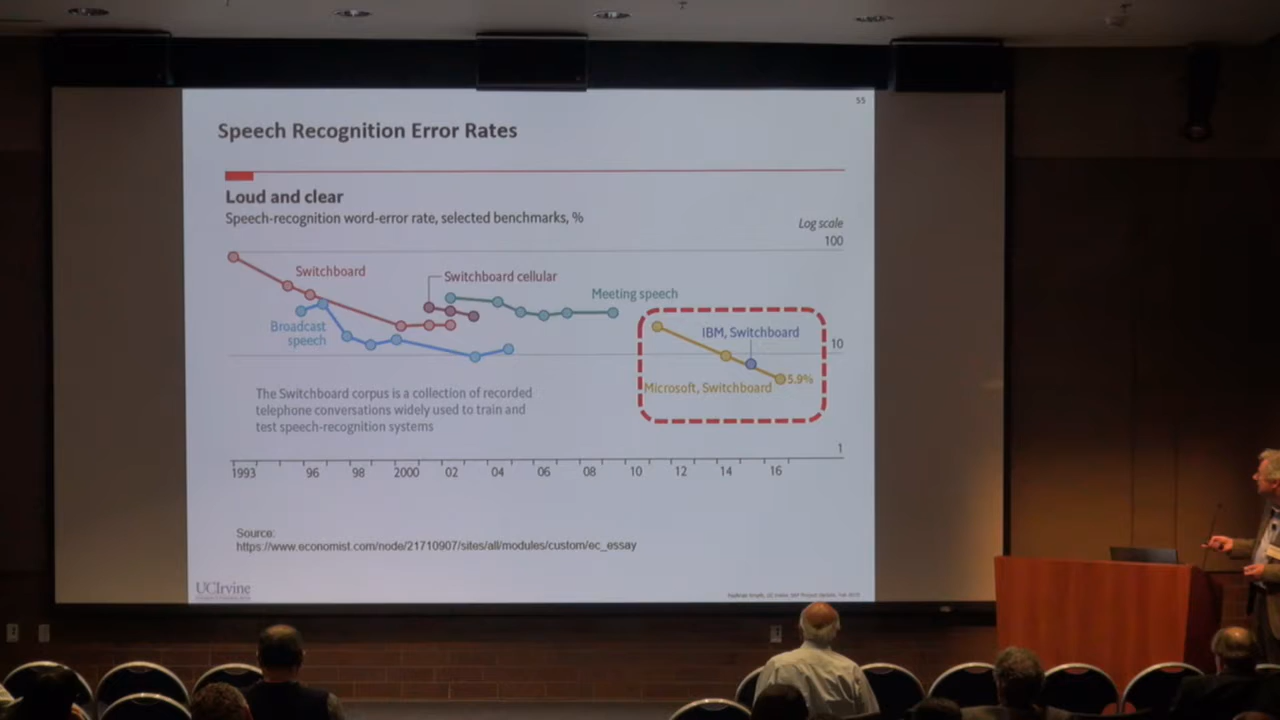 55
Speech Recognition Error Rates
Loud and clear
Speech-recognition word-error rate, selected benchmarks, %
Log scale
100
Switchboard
Switchboard cellular
Meeting speech
Broadcast
speech
IBM, Switchboard
10
5.9%
Microsoft, Switchboard
The Switchboard corpus is a collection of recorded
telephone conversations widely used to train and
test speech-recognition systems
1
1993 96 98 2000 02 04 06 08 10 12 14 16
Source:
https://www.economist.com/node/21710907/sites/all/modules/custom/ec_essay
UCIrvine